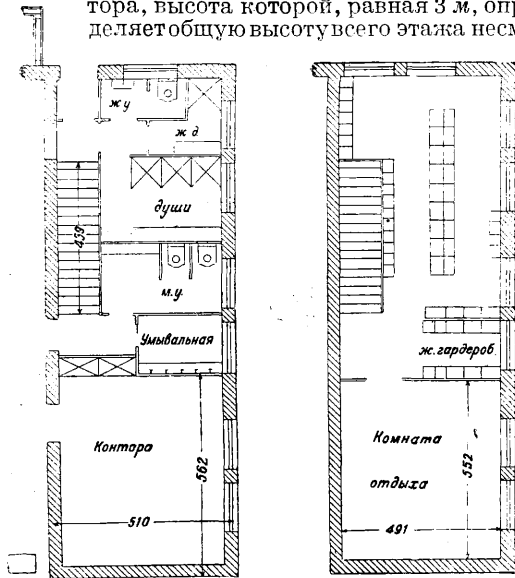 тора, высота которой, равная 3 м, опр
деляет общую высоту всего этажа несм
ж у
ж д
души
439
м.у.
Умывальная
Контора
562
510
ж. гардероб.
Комната
отдыха
552
491